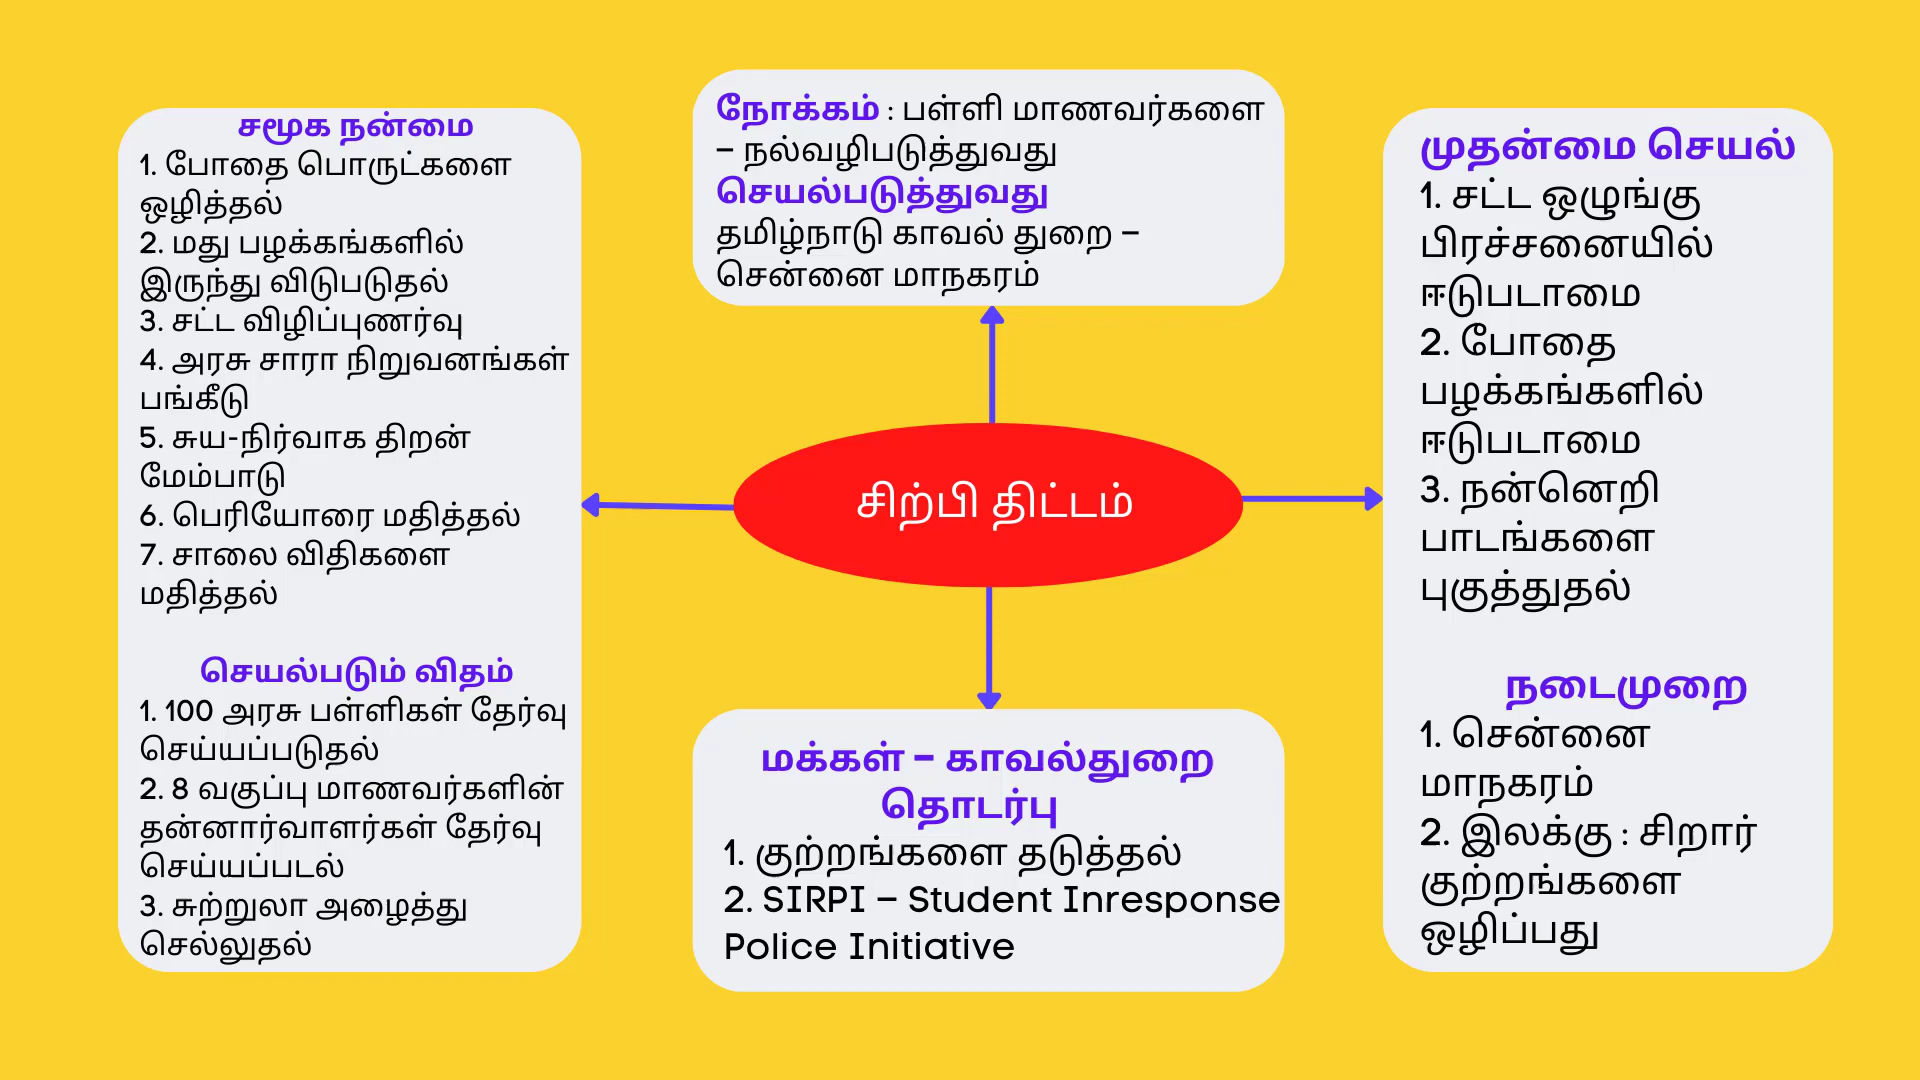 சமூக நன்மை
1. போதை பொருட்களை
ஒழித்தல்
2. மது பழக்கங்களில்
இருந்து விடுபடுதல்
3. சட்ட விழிப்புணர்வு
4. அரசு சாரா நிறுவனங்கள்
பங்கீடு
5. சுய-நிர்வாக திறன்
மேம்பாடு
6. பெரியோரை மதித்தல்
7. சாலை விதிகளை
மதித்தல்
செயல்படும் விதம்
1. 100 அரசு பள்ளிகள் தேர்வு
செய்யப்படுதல்
2. 8 வகுப்பு மாணவர்களின்
தன்னார்வாளர்கள் தேர்வு
செய்யப்படல்
3. சுற்றுலா அழைத்து
செல்லுதல்
நோக்கம் : பள்ளி மாணவர்களை
– நல்வழிபடுத்துவது
செயல்படுத்துவது
தமிழ்நாடு காவல் துறை –
சென்னை மாநகரம்
சிற்பி திட்டம்
மக்கள் – காவல்துறை
தொடர்பு
1. குற்றங்களை தடுத்தல்
2. SIRPI – Student Inresponse
Police Initiative
முதன்மை செயல்
1. சட்ட ஒழுங்கு
பிரச்சனையில்
ஈடுபடாமை
2. போதை
பழக்கங்களில்
ஈடுபடாமை
3. நன்னெறி
பாடங்களை
புகுத்துதல்
நடைமுறை
1. சென்னை
மாநகரம்
2. இலக்கு : சிறார்
குற்றங்களை
ஒழிப்பது